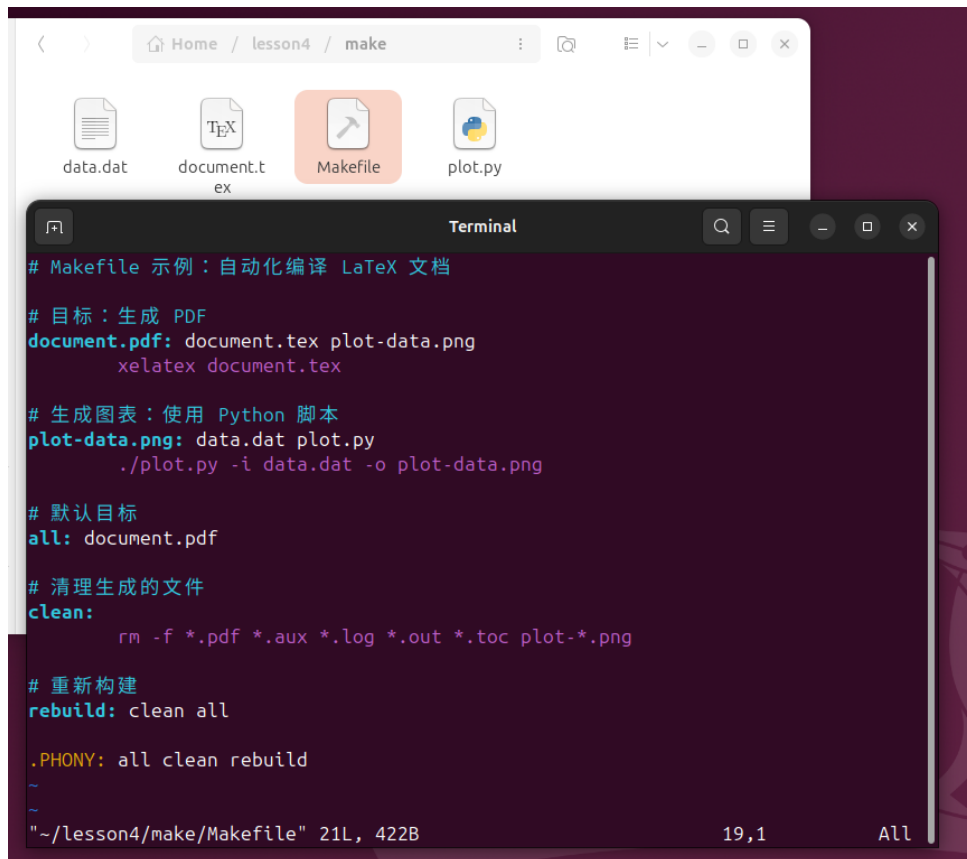 Home / lesson4 / make
data.dat
TEX
document.t
ex
Makefile
plot.py
Terminal
# Makefile 示例：自动化编译 LaTeX 文档
# 目标：生成 PDF
document.pdf: document.tex plot-data.png
xelatex document.tex
# 生成图表：使用 Python 脚本
plot-data.png: data.dat plot.py
./plot.py -i data.dat -o plot-data.png
# 默认目标
all: document.pdf
# 清理生成的文件
clean:
rm -f *.pdf *.aux *.log *.out *.toc plot-*.png
# 重新构建
rebuild: clean all
.PHONY: all clean rebuild
~
~
"~/lesson4/make/Makefile" 21L, 422B 19,1 All